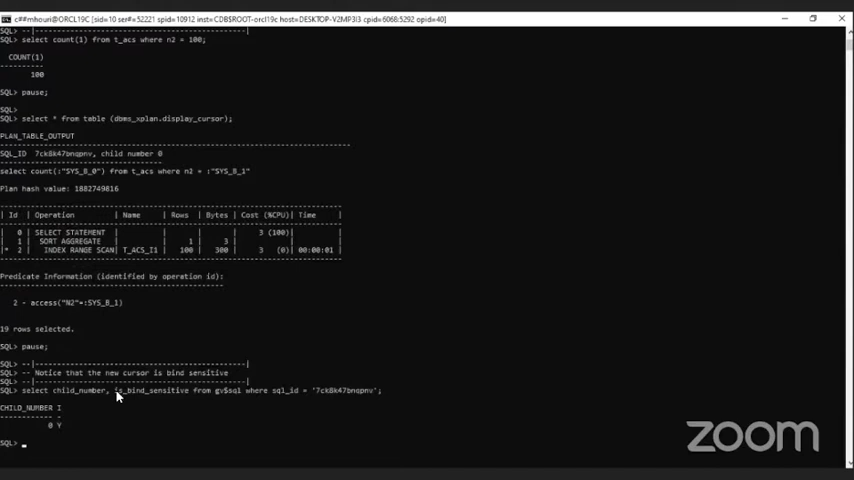 c##mhouri@ORCL19C [sid=10 ser#=52221 spid=10912 inst=CDB$ROOT-orcl19c host=DESKTOP-V2MP3I3 cpid=6068:5292 opid=40]
SQL> --|-------------------------------------------|
SQL> select count(1) from t_acs where n2 = 100;
COUNT(1)
----------
100
SQL> pause;
SQL>
SQL> select * from table (dbms_xplan.display_cursor);
PLAN_TABLE_OUTPUT
SQL_ID 7ck8k47bnqpnv, child number 0
-------------------------------------
select count(:"SYS_B_0") from t_acs where n2 = :"SYS_B_1"
Plan hash value: 1882749816
| Id | Operation | Name | Rows | Bytes | Cost (%CPU)| Time |
| 0 | SELECT STATEMENT | | | | 3 (100)| |
| 1 | SORT AGGREGATE | | 1 | 3 | | |
|* 2 | INDEX RANGE SCAN| T_ACS_I1 | 100 | 300 | 3 (0)| 00:00:01 |
Predicate Information (identified by operation id):
---------------------------------------------------
2 - access("N2"=:SYS_B_1)
19 rows selected.
SQL> pause;
SQL> --|-------------------------------------------|
SQL> -- Notice that the new cursor is bind sensitive
SQL> --|-------------------------------------------|
SQL> select child_number, is_bind_sensitive from gv$sql where sql_id = '7ck8k47bnqpnv';
CHILD_NUMBER I
------------ -
0 Y
SQL>
zoom